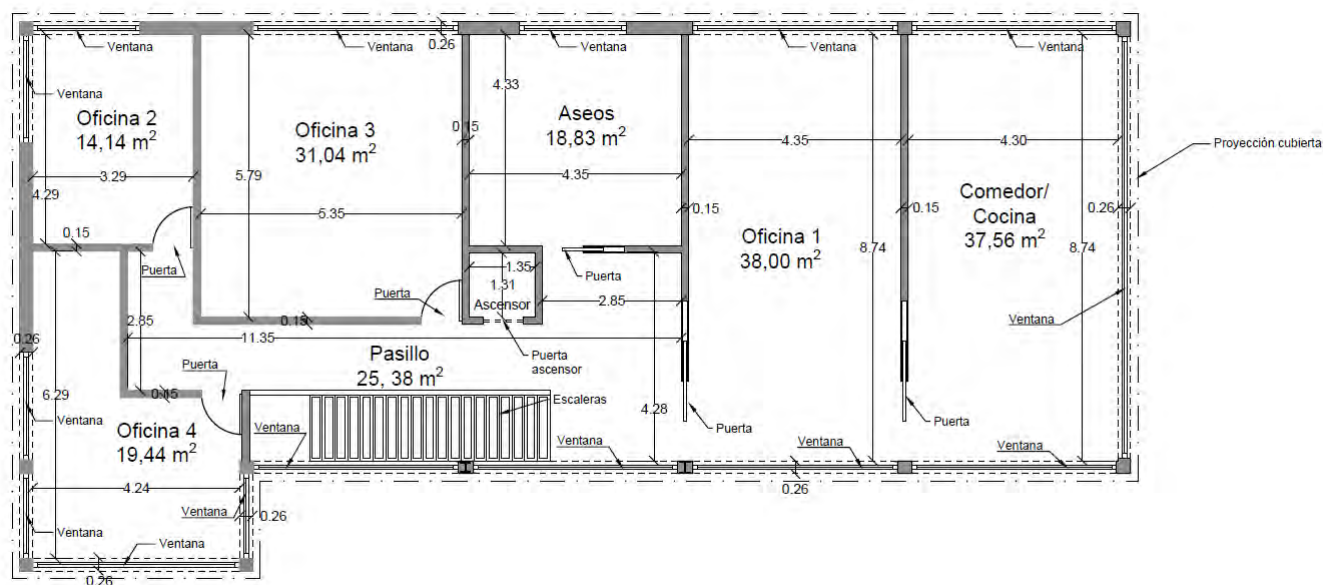 Ventana
Ventana
Ventana
Ventana
Ventana
0.26
Ventana
Oficina 2
14,14 m²
4.33
Aseos
18,83 m²
Oficina 3
31,04 m²
0.15
4.35
4.30
Proyección cubierta
3.29
4.29
5.79
4.35
5.35
0.15
0.15
0.26
Comedor/
Cocina
37,56 m²
0.15
Oficina 1
38,00 m²
8.74
8.74
Puerta
Puerta
1.35
1.31
Ascensor
2.85
Puerta
Ventana
2.85
0.15
0.26
11.35
Pasillo
25, 38 m²
Puerta
ascensor
Puerta
6.29
0.15
Escaleras
4.28
Ventana
Oficina 4
19,44 m²
Ventana
Ventana
Puerta
Puerta
Ventana
Ventana
4.24
0.26
Ventana
0.26
Ventana
Ventana
0.26